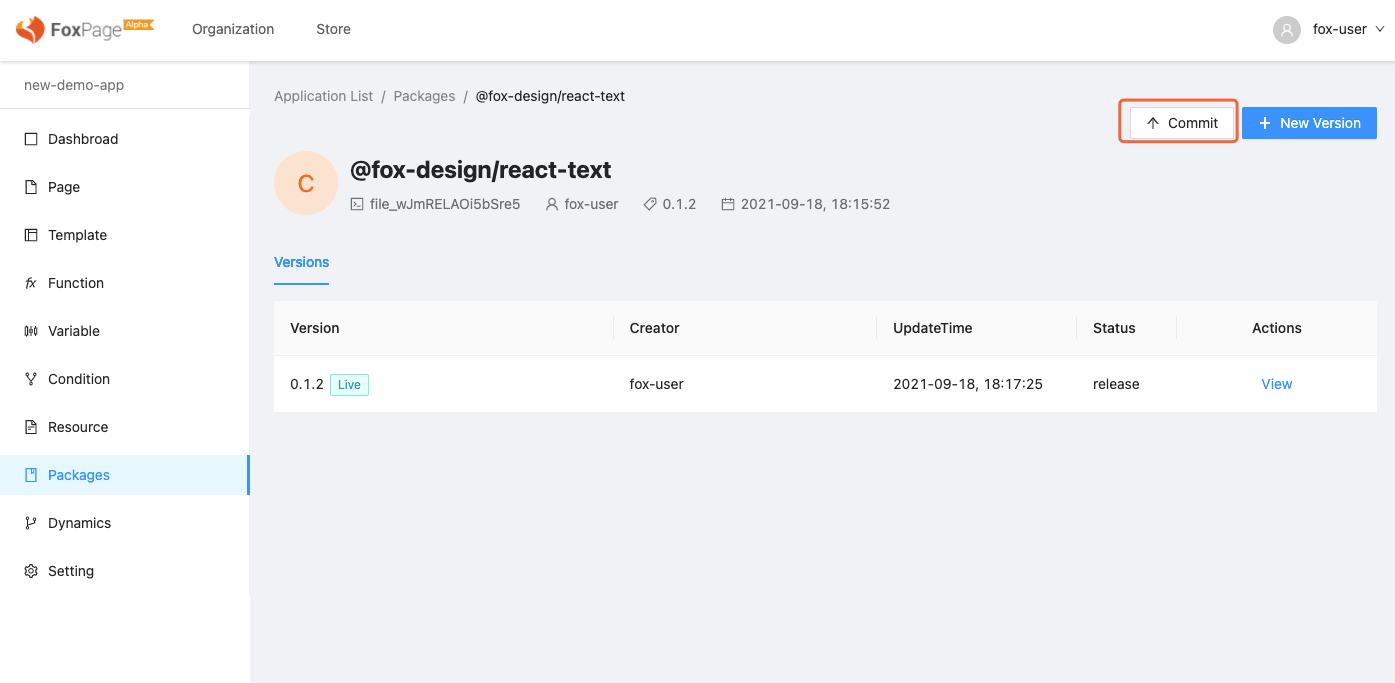 FoxPage Alpha Organization Store fox-user
new-demo-app
Application List / Packages / @fox-design/react-text
Commit
New Version
Dashbroad
Page
Template
Function
Variable
Condition
Resource
Packages
Dynamics
Setting
C
@fox-design/react-text
file_wJmRELAOi5bSre5 fox-user 0.1.2 2021-09-18, 18:15:52
Versions
Version Creator UpdateTime Status Actions
0.1.2 Live fox-user 2021-09-18, 18:17:25 release View